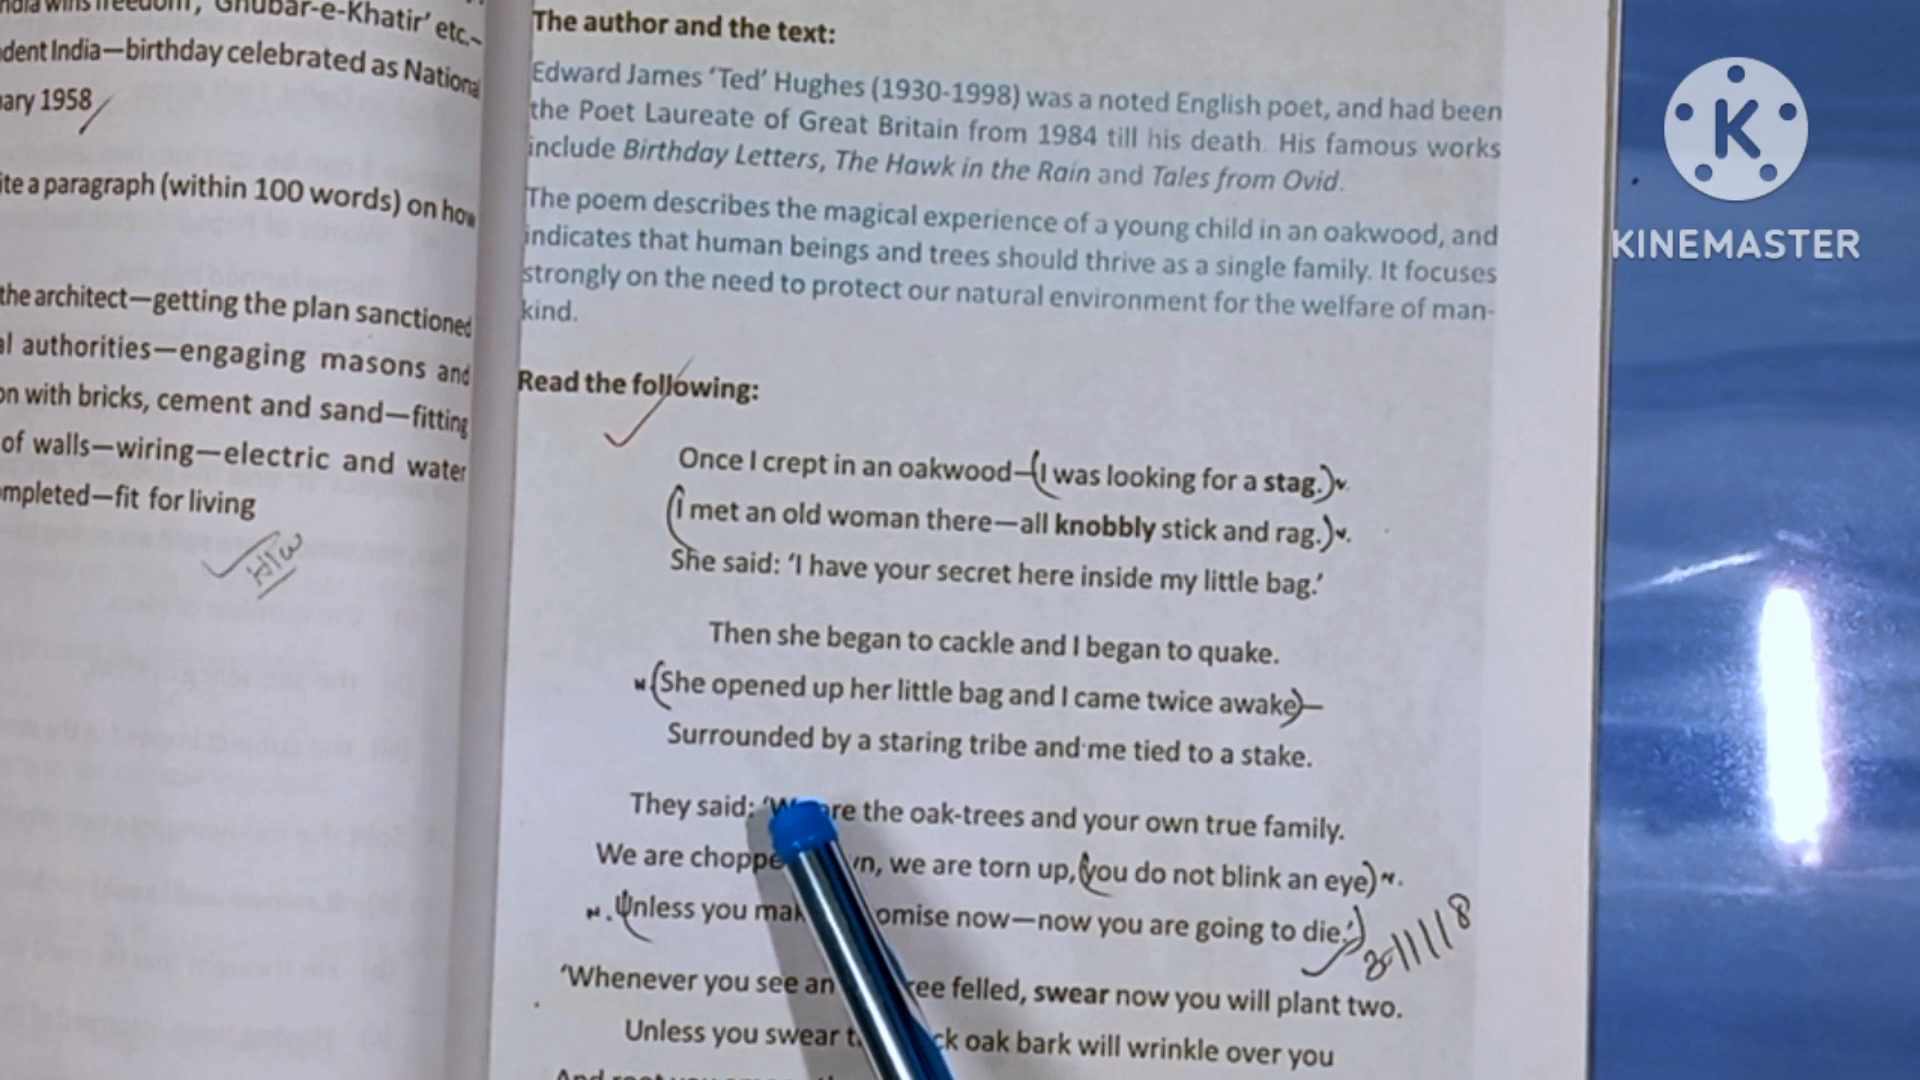 India wins freedom', 'Ghubar-e-Khatir' etc.~
dent India—birthday celebrated as National
ary 1958
ite a paragraph (within 100 words) on how
the architect—getting the plan sanctioned
al authorities—engaging masons and
on with bricks, cement and sand—fitting
of walls—wiring—electric and water
mpleted—fit for living
H/W
The author and the text:
Edward James 'Ted' Hughes (1930-1998) was a noted English poet, and had been
the Poet Laureate of Great Britain from 1984 till his death. His famous works
include Birthday Letters, The Hawk in the Rain and Tales from Ovid.
The poem describes the magical experience of a young child in an oakwood, and
indicates that human beings and trees should thrive as a single family. It focuses
strongly on the need to protect our natural environment for the welfare of man-
kind.
Read the following:
Once I crept in an oakwood—(I was looking for a stag.)
(I met an old woman there—all knobbly stick and rag.)
She said: 'I have your secret here inside my little bag.'
Then she began to cackle and I began to quake.
(She opened up her little bag and I came twice awake)—
Surrounded by a staring tribe and me tied to a stake.
They said: 'We are the oak-trees and your own true family.
We are chopped, we are torn up, (you do not blink an eye)
Unless you omise now—now you are going to die.')
'Whenever you see an ree felled, swear now you will plant two.
Unless you swear ck oak bark will wrinkle over you
K
KINEMASTER